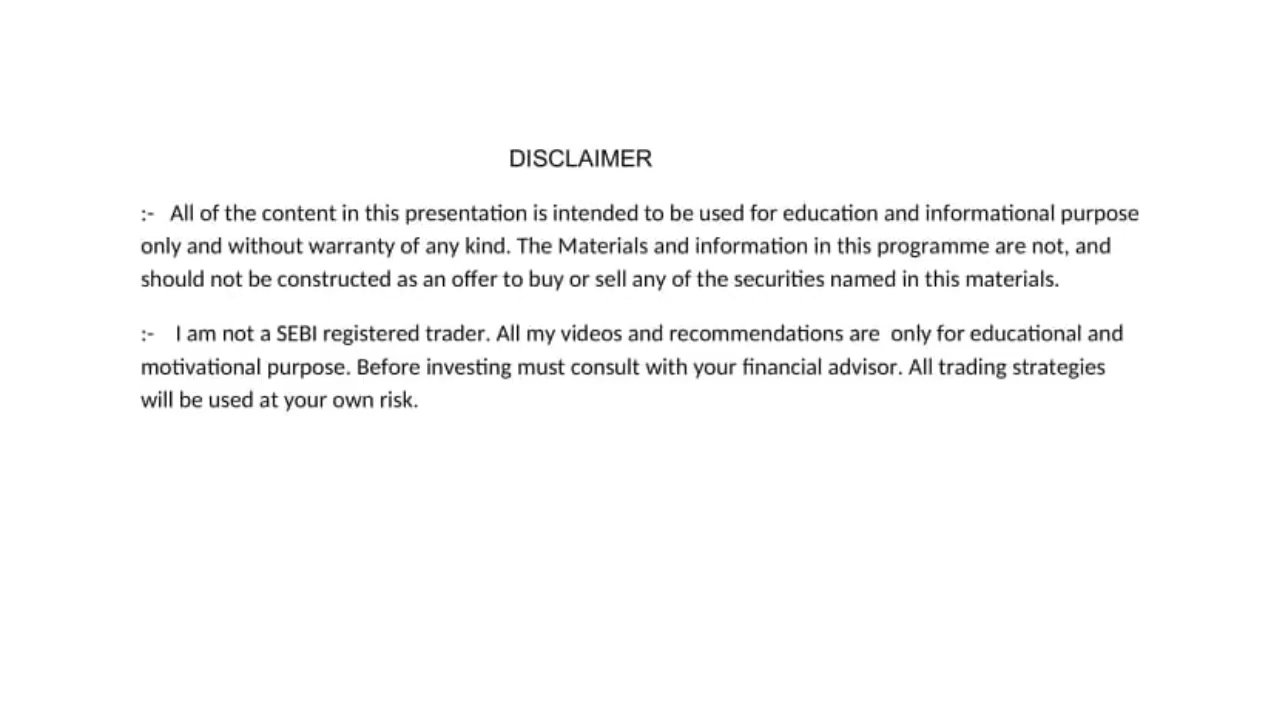 DISCLAIMER
:- All of the content in this presentation is intended to be used for education and informational purpose
only and without warranty of any kind. The Materials and information in this programme are not, and
should not be constructed as an offer to buy or sell any of the securities named in this materials.
:- I am not a SEBI registered trader. All my videos and recommendations are only for educational and
motivational purpose. Before investing must consult with your financial advisor. All trading strategies
will be used at your own risk.